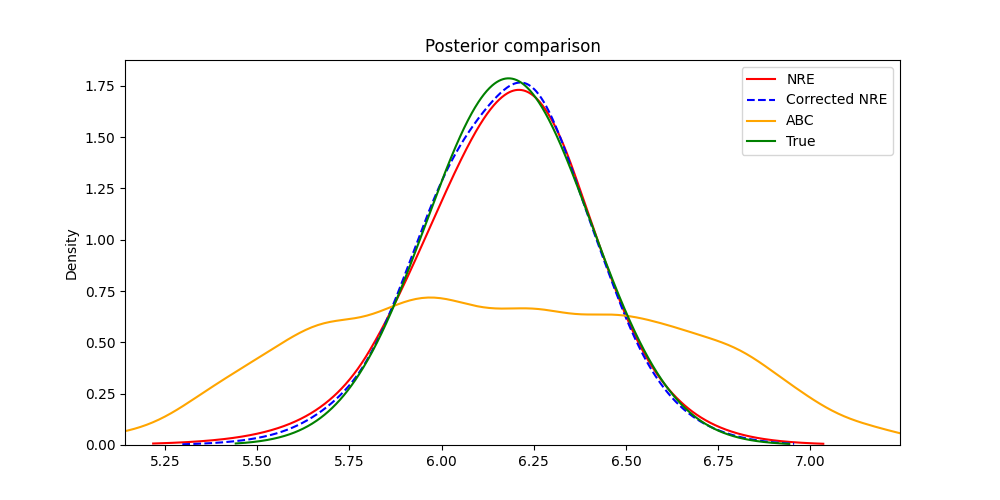 Posterior comparison
NRE
Corrected NRE
ABC
True
Density
1.75
1.50
1.25
1.00
0.75
0.50
0.25
0.00
5.25 5.50 5.75 6.00 6.25 6.50 6.75 7.00